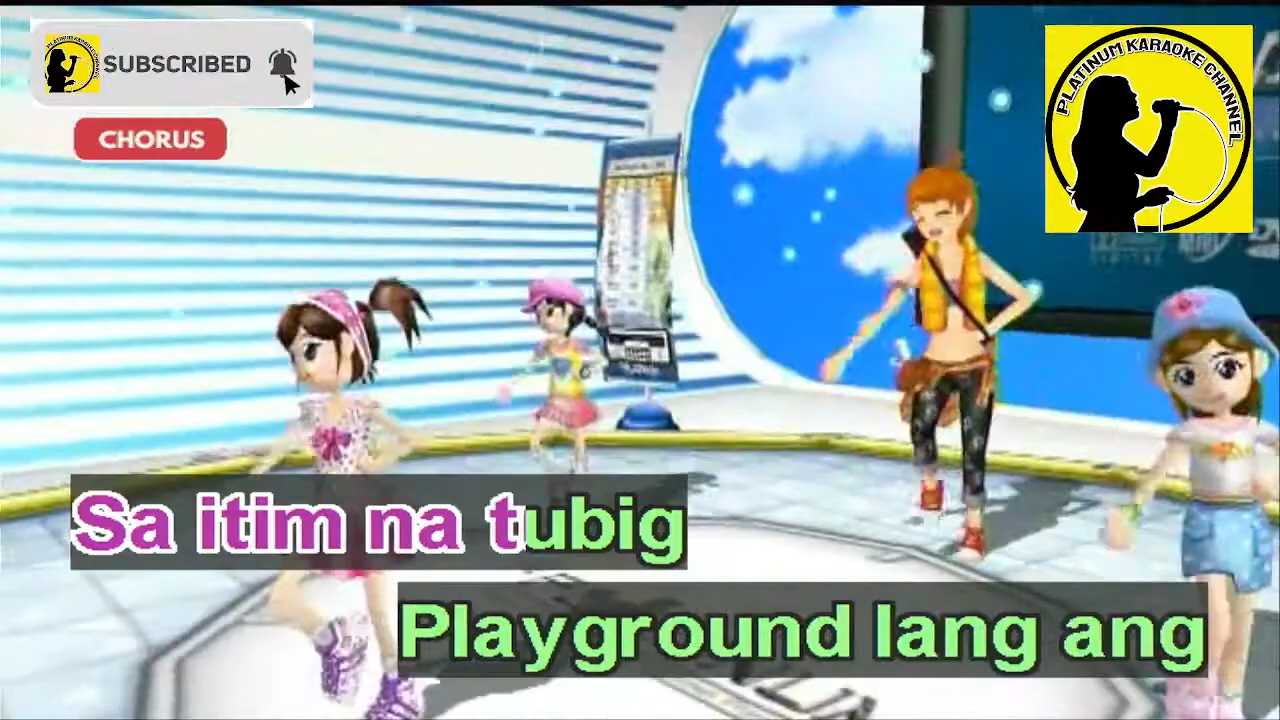 SUBSCRIBED
PLATINUM KARAOKE CHANNEL
CHORUS
Sa itim na tubig
Playground lang ang